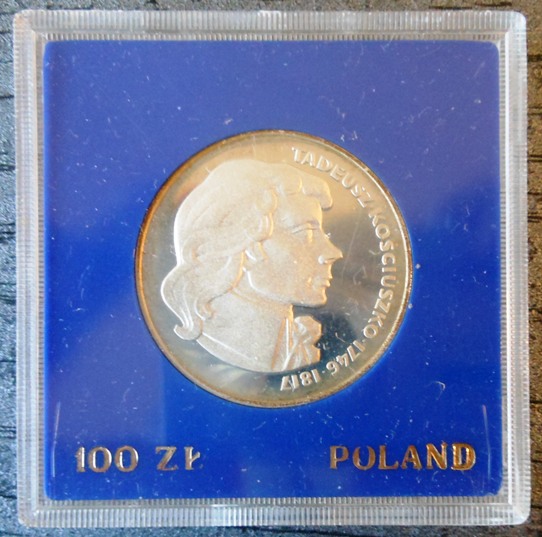 TADEUSZ·KOŚCIUSZKO·1746·1817
100 ZŁ POLAND